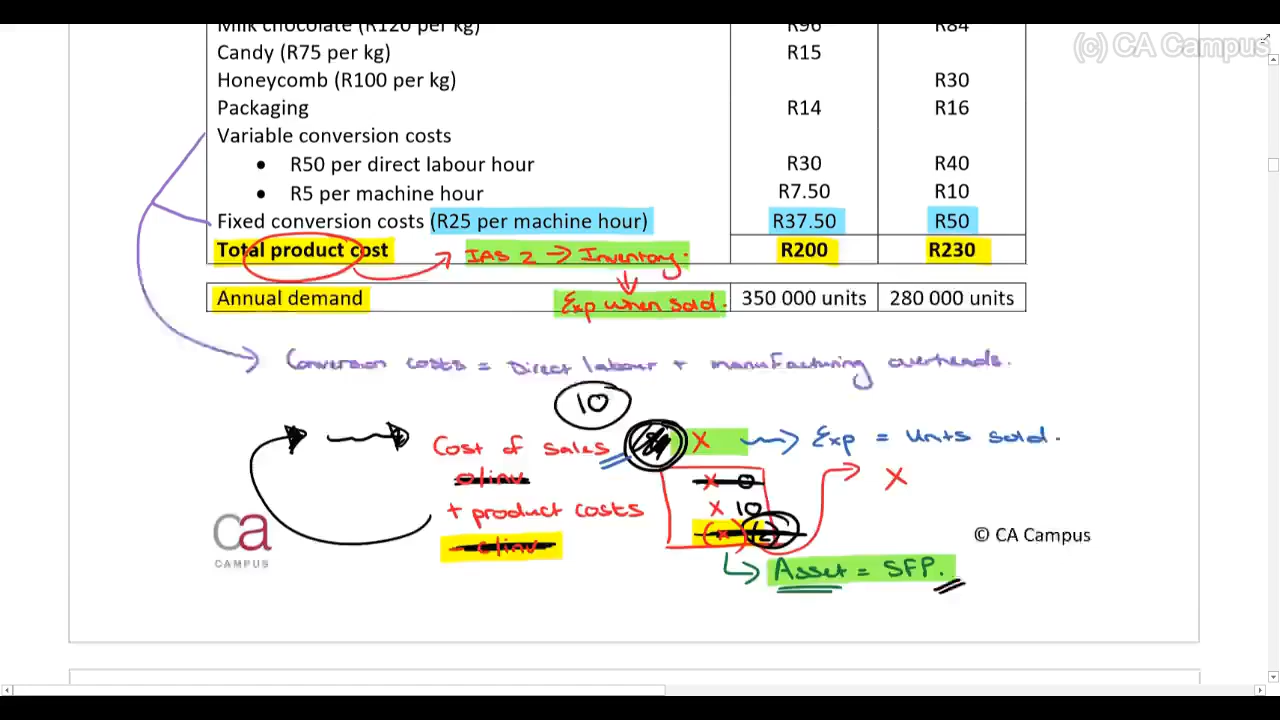 Milk chocolate (R120 per kg) R96 R84
(c) CA Campus
Candy (R75 per kg) R15
Honeycomb (R100 per kg) R30
Packaging R14 R16
Variable conversion costs
• R50 per direct labour hour R30 R40
• R5 per machine hour R7.50 R10
Fixed conversion costs (R25 per machine hour) R37.50 R50
Total product cost IAS 2 → Inventory. R200 R230
Annual demand Exp when sold. 350 000 units 280 000 units
Conversion costs = Direct labour + manufacturing overheads.
10
Cost of sales X → Exp = units sold.
o/inv x 0 X
+ product costs x 10
c/inv (x) (2)
CA
CAMPUS
© CA Campus
Asset = SFP.